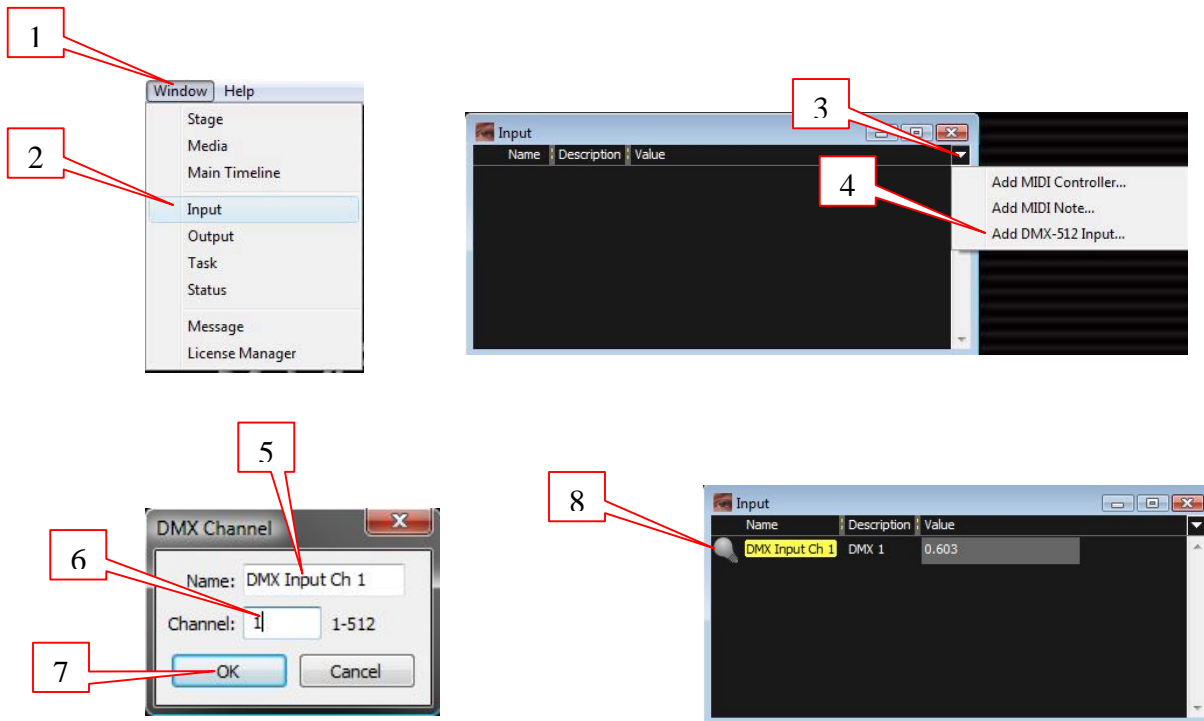 1
Window Help
Stage
Media
Main Timeline
2
Input
Output
Task
Status
Message
License Manager
3
Input
Name Description Value
4
Add MIDI Controller...
Add MIDI Note...
Add DMX-512 Input...
5
DMX Channel
6
Name: DMX Input Ch 1
Channel: 1 1-512
7
OK Cancel
8
Input
Name Description Value
DMX Input Ch 1 DMX 1 0.603